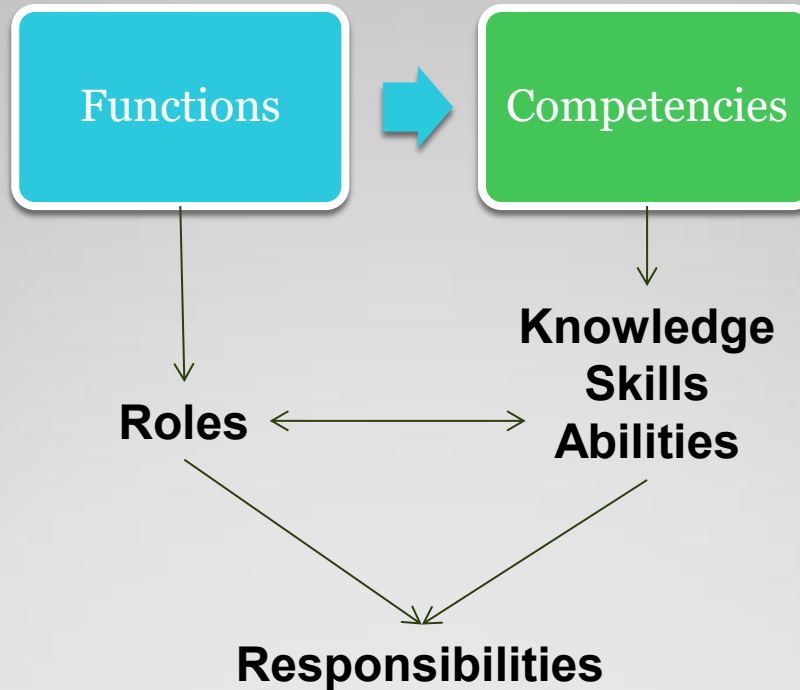 Functions
Competencies
Knowledge
Skills
Abilities
Roles
Responsibilities